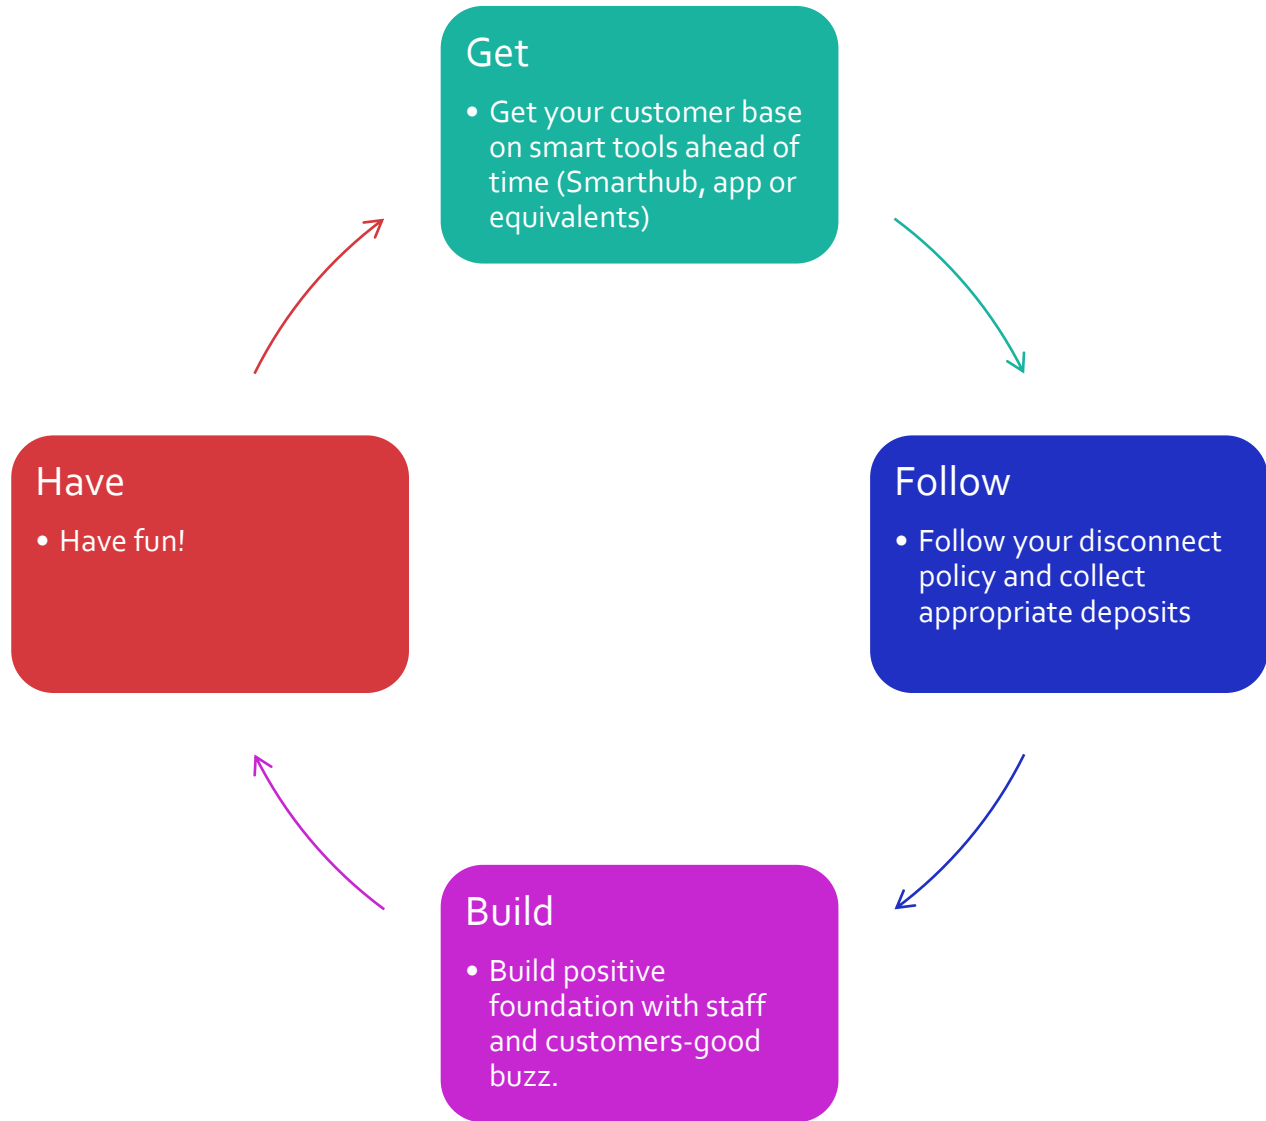 Get
• Get your customer base
on smart tools ahead of
time (Smarthub, app or
equivalents)
Follow
• Follow your disconnect
policy and collect
appropriate deposits
Build
• Build positive
foundation with staff
and customers-good
buzz.
Have
• Have fun!